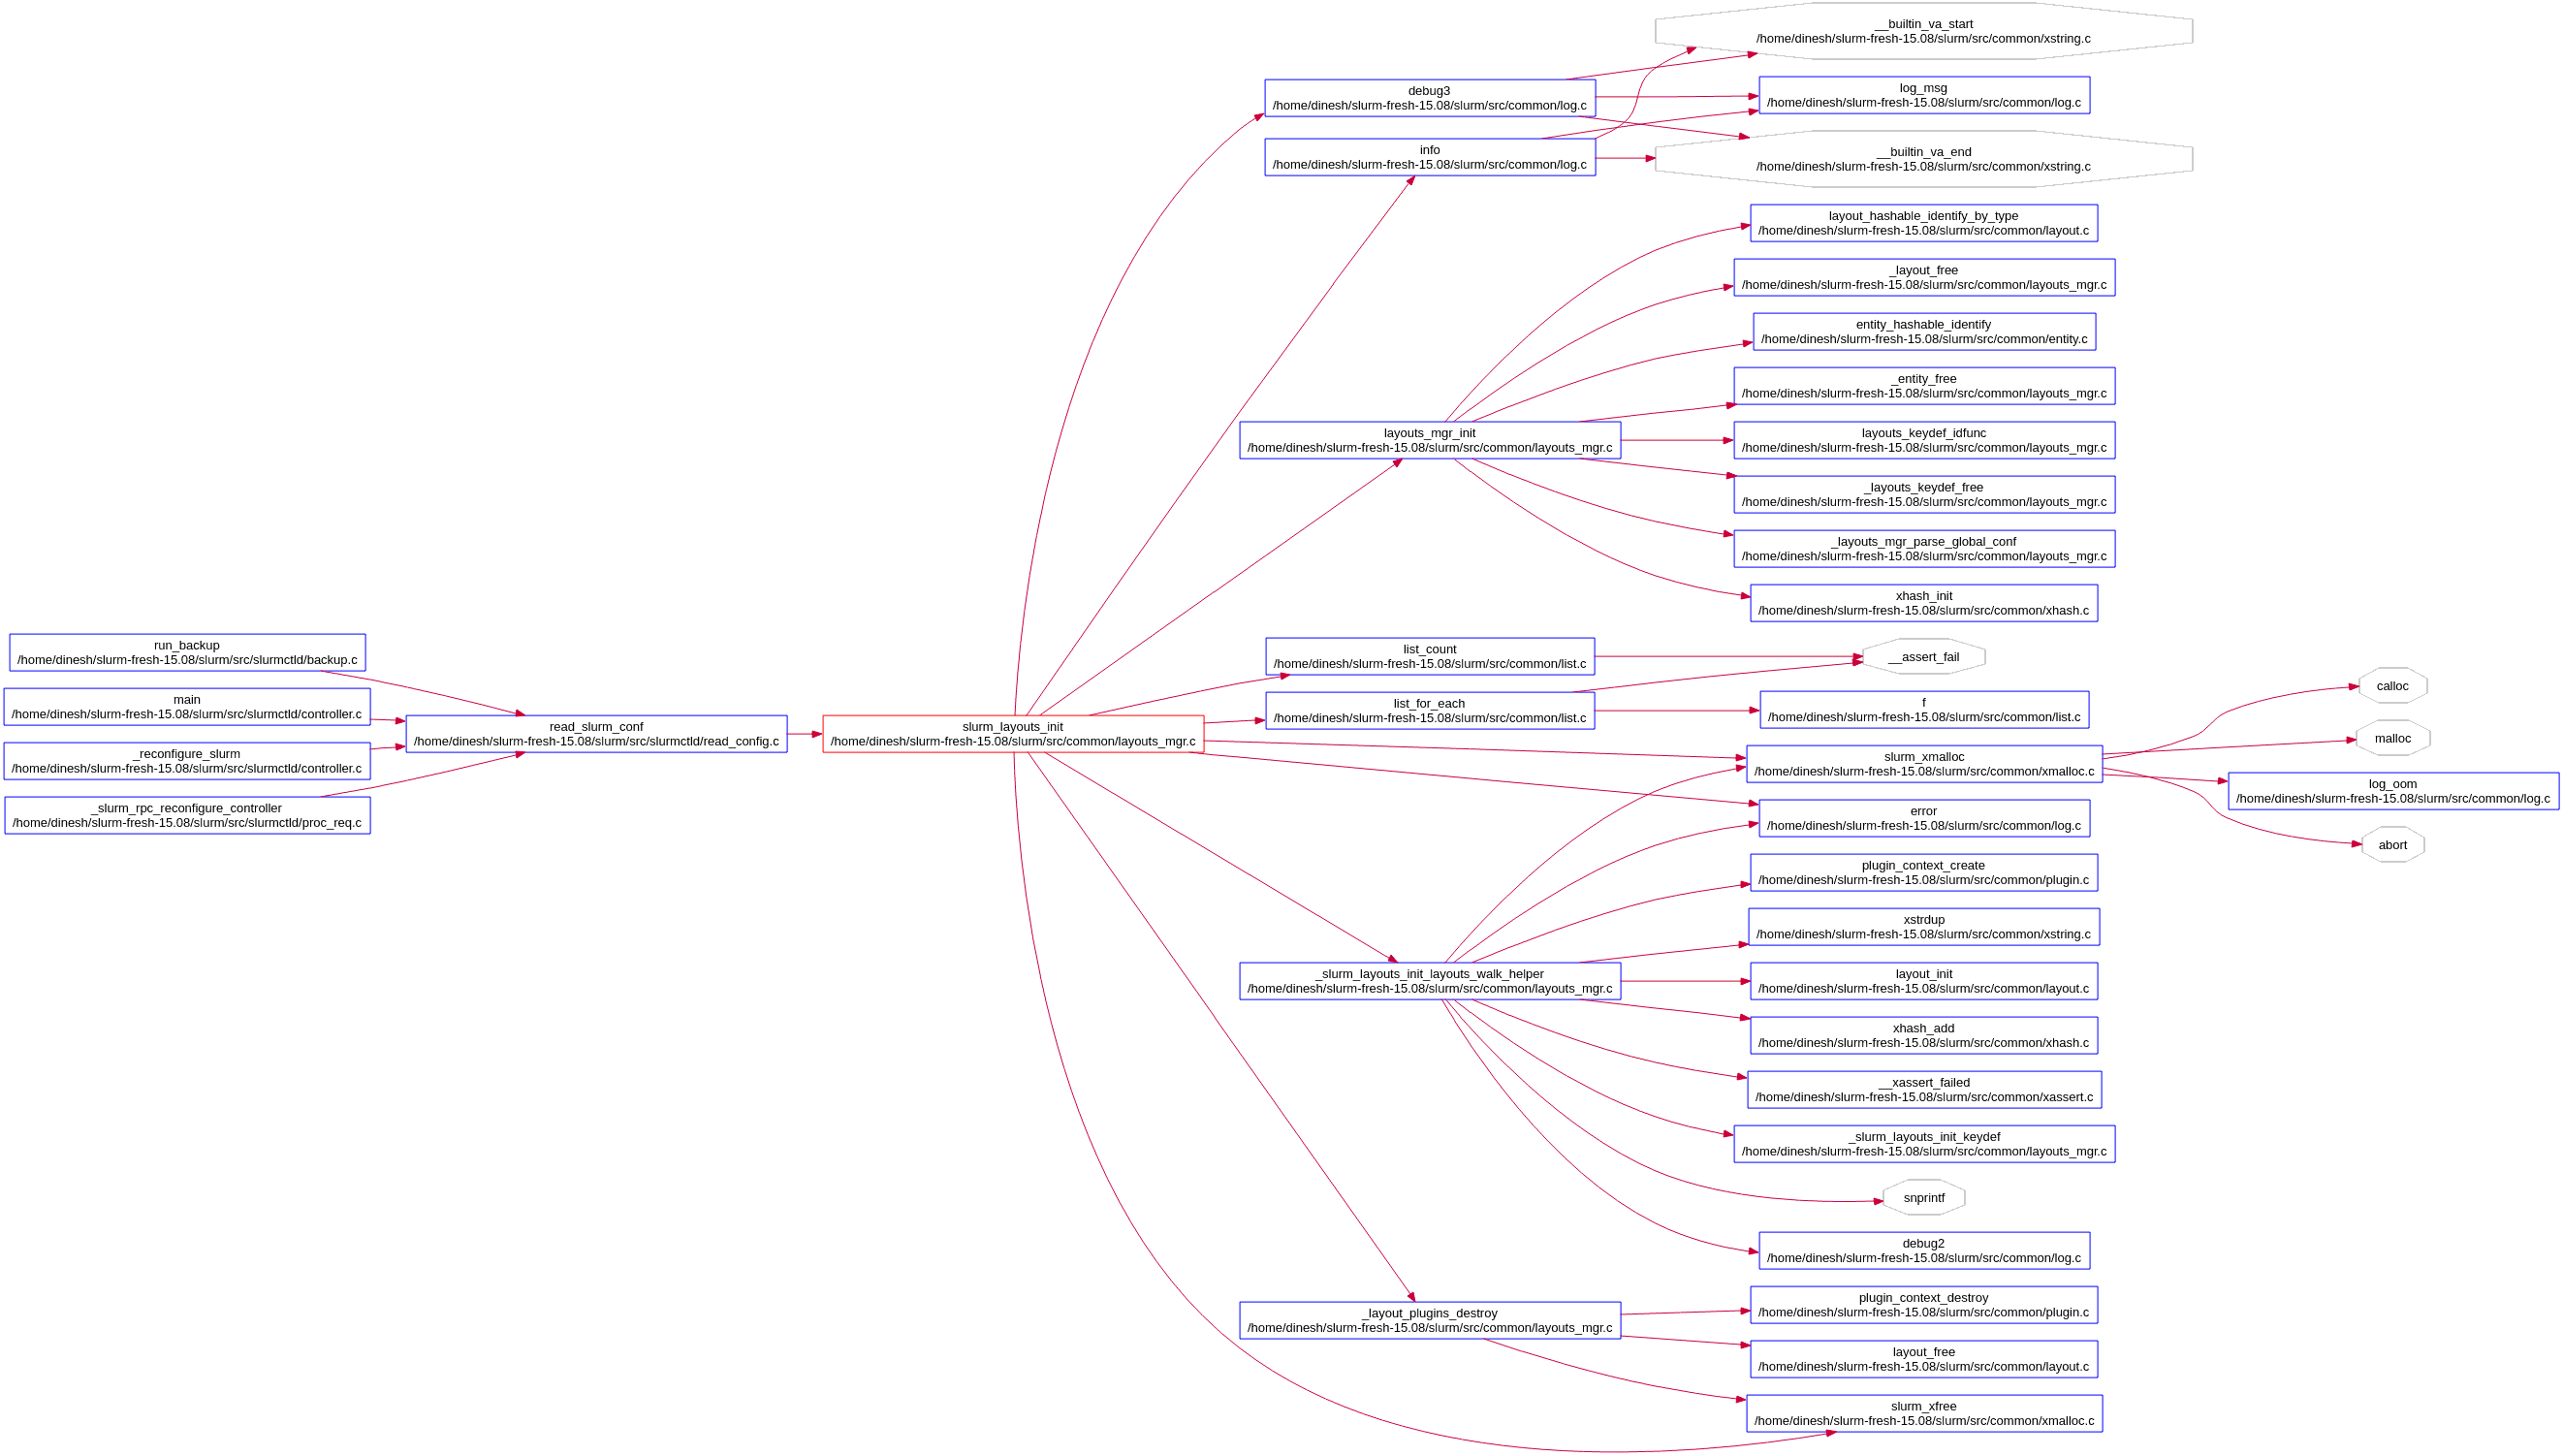 run_backup
/home/dinesh/slurm-fresh-15.08/slurm/src/slurmctld/backup.c
main
/home/dinesh/slurm-fresh-15.08/slurm/src/slurmctld/controller.c
_reconfigure_slurm
/home/dinesh/slurm-fresh-15.08/slurm/src/slurmctld/controller.c
_slurm_rpc_reconfigure_controller
/home/dinesh/slurm-fresh-15.08/slurm/src/slurmctld/proc_req.c
read_slurm_conf
/home/dinesh/slurm-fresh-15.08/slurm/src/slurmctld/read_config.c
slurm_layouts_init
/home/dinesh/slurm-fresh-15.08/slurm/src/common/layouts_mgr.c
debug3
/home/dinesh/slurm-fresh-15.08/slurm/src/common/log.c
info
/home/dinesh/slurm-fresh-15.08/slurm/src/common/log.c
layouts_mgr_init
/home/dinesh/slurm-fresh-15.08/slurm/src/common/layouts_mgr.c
list_count
/home/dinesh/slurm-fresh-15.08/slurm/src/common/list.c
list_for_each
/home/dinesh/slurm-fresh-15.08/slurm/src/common/list.c
_slurm_layouts_init_layouts_walk_helper
/home/dinesh/slurm-fresh-15.08/slurm/src/common/layouts_mgr.c
_layout_plugins_destroy
/home/dinesh/slurm-fresh-15.08/slurm/src/common/layouts_mgr.c
__builtin_va_start
/home/dinesh/slurm-fresh-15.08/slurm/src/common/xstring.c
log_msg
/home/dinesh/slurm-fresh-15.08/slurm/src/common/log.c
__builtin_va_end
/home/dinesh/slurm-fresh-15.08/slurm/src/common/xstring.c
layout_hashable_identify_by_type
/home/dinesh/slurm-fresh-15.08/slurm/src/common/layout.c
_layout_free
/home/dinesh/slurm-fresh-15.08/slurm/src/common/layouts_mgr.c
entity_hashable_identify
/home/dinesh/slurm-fresh-15.08/slurm/src/common/entity.c
_entity_free
/home/dinesh/slurm-fresh-15.08/slurm/src/common/layouts_mgr.c
layouts_keydef_idfunc
/home/dinesh/slurm-fresh-15.08/slurm/src/common/layouts_mgr.c
_layouts_keydef_free
/home/dinesh/slurm-fresh-15.08/slurm/src/common/layouts_mgr.c
_layouts_mgr_parse_global_conf
/home/dinesh/slurm-fresh-15.08/slurm/src/common/layouts_mgr.c
xhash_init
/home/dinesh/slurm-fresh-15.08/slurm/src/common/xhash.c
__assert_fail
f
/home/dinesh/slurm-fresh-15.08/slurm/src/common/list.c
slurm_xmalloc
/home/dinesh/slurm-fresh-15.08/slurm/src/common/xmalloc.c
error
/home/dinesh/slurm-fresh-15.08/slurm/src/common/log.c
plugin_context_create
/home/dinesh/slurm-fresh-15.08/slurm/src/common/plugin.c
xstrdup
/home/dinesh/slurm-fresh-15.08/slurm/src/common/xstring.c
layout_init
/home/dinesh/slurm-fresh-15.08/slurm/src/common/layout.c
xhash_add
/home/dinesh/slurm-fresh-15.08/slurm/src/common/xhash.c
__xassert_failed
/home/dinesh/slurm-fresh-15.08/slurm/src/common/xassert.c
_slurm_layouts_init_keydef
/home/dinesh/slurm-fresh-15.08/slurm/src/common/layouts_mgr.c
snprintf
debug2
/home/dinesh/slurm-fresh-15.08/slurm/src/common/log.c
plugin_context_destroy
/home/dinesh/slurm-fresh-15.08/slurm/src/common/plugin.c
layout_free
/home/dinesh/slurm-fresh-15.08/slurm/src/common/layout.c
slurm_xfree
/home/dinesh/slurm-fresh-15.08/slurm/src/common/xmalloc.c
calloc
malloc
log_oom
/home/dinesh/slurm-fresh-15.08/slurm/src/common/log.c
abort